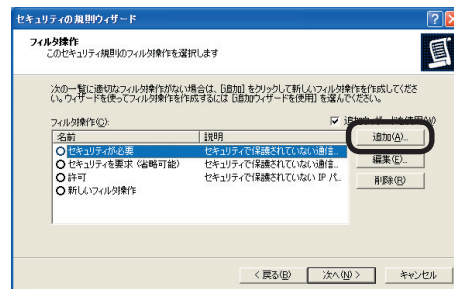 セキュリティの規則ウィザード
フィルタ操作
このセキュリティ規則のフィルタ操作を選択します
次の一覧に適切なフィルタ操作がない場合は、[追加] をクリックして新しいフィルタ操作を作成してくださ
い。ウィザードを使ってフィルタ操作を作成するには [追加ウィザードを使用] を選んでください。
フィルタ操作(C):
追加ウィザードを使用(W)
名前 説明
セキュリティが必要 セキュリティで保護されていない通信...
セキュリティを要求 (省略可能) セキュリティで保護されていない通信...
許可 セキュリティで保護されていない IP パ...
新しいフィルタ操作
追加(A)...
編集(E)...
削除(R)
< 戻る(B)
次へ(N) >
キャンセル